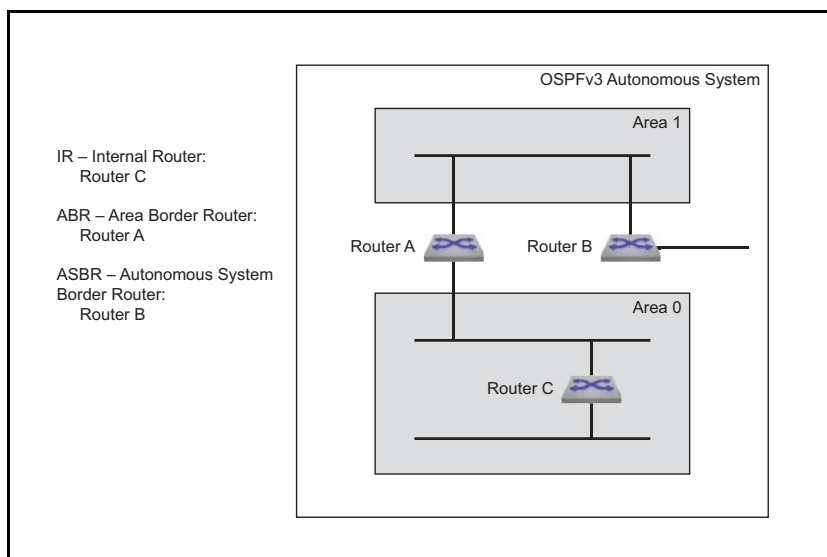 OSPFv3 Autonomous System
Area 1
IR – Internal Router:
Router C
ABR – Area Border Router:
Router A
ASBR – Autonomous System
Border Router:
Router B
Router A
Router B
Area 0
Router C